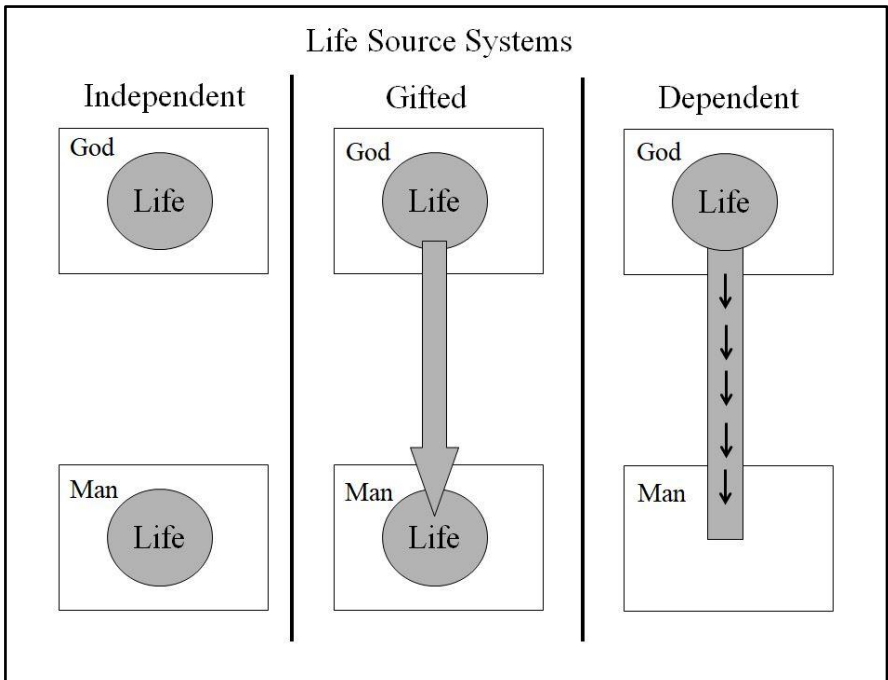 Life Source Systems
Independent
God
Life
Man
Life
Gifted
God
Life
Man
Life
Dependent
God
Life
Man